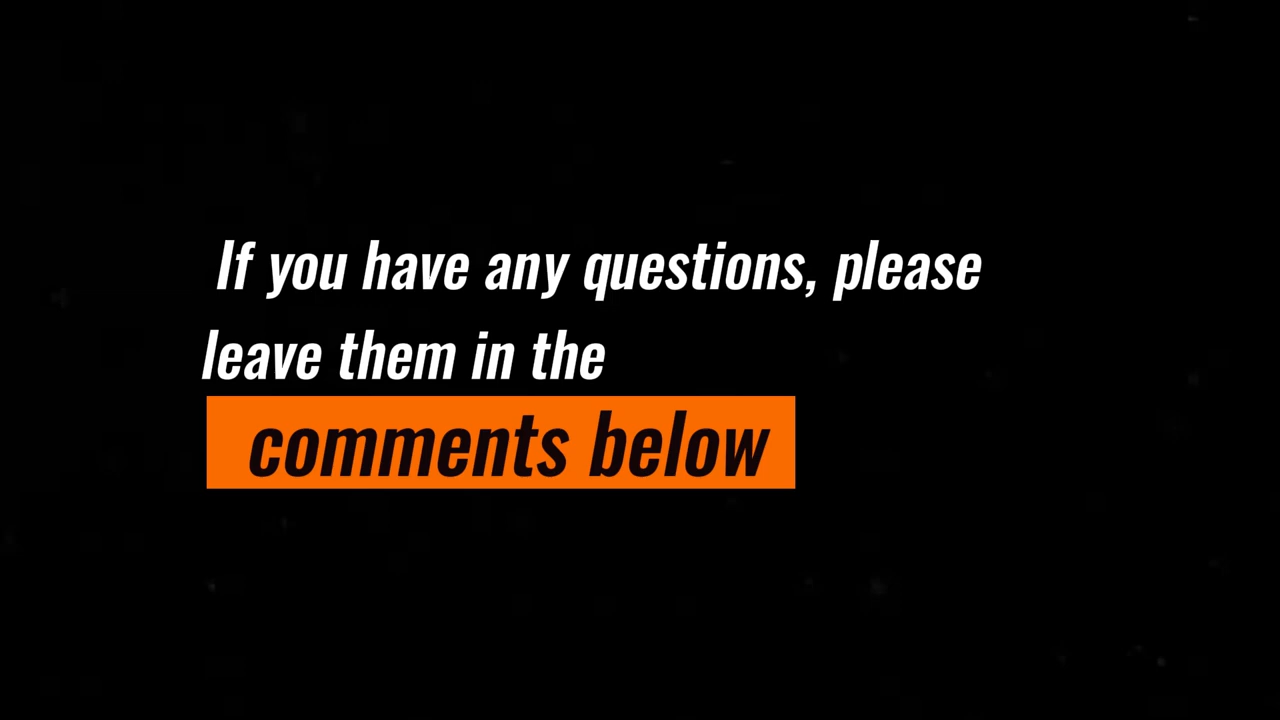 If you have any questions, please
leave them in the
comments below